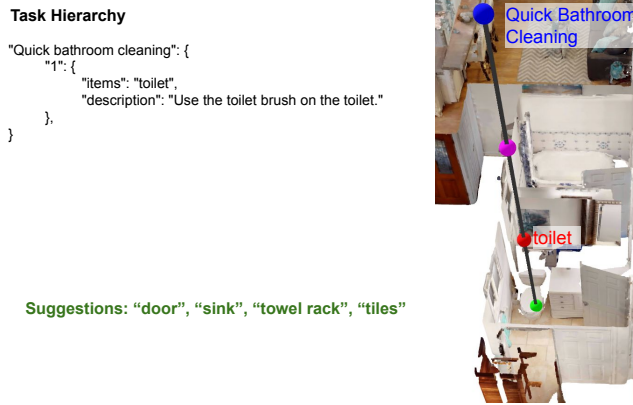 Task Hierarchy
"Quick bathroom cleaning": {
"1": {
"items": "toilet",
"description": "Use the toilet brush on the toilet."
},
}
Suggestions: “door”, “sink”, “towel rack”, “tiles”
Quick Bathroom
Cleaning
toilet